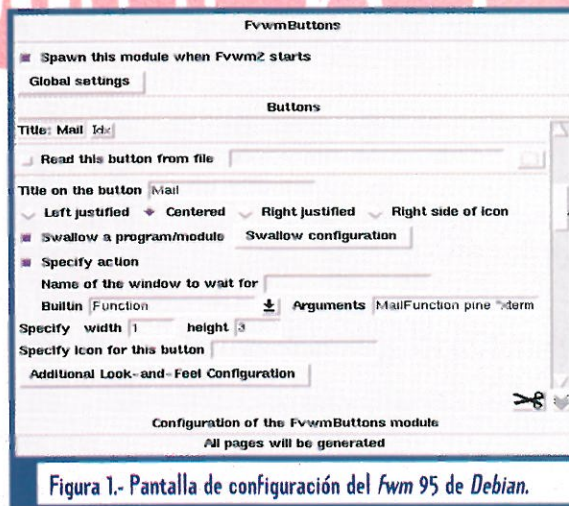 FvwmButtons
Spawn this module when Fvwm2 starts
Global settings
Buttons
Title: Mail Idx
Read this button from file
Title on the button Mail
Left justified Centered Right justified Right side of icon
Swallow a program/module Swallow configuration
Specify action
Name of the window to wait for
Builtin Function Arguments MailFunction pine "xterm
Specify width 1 height 3
Specify icon for this button
Additional Look-and-Feel Configuration
Configuration of the FvwmButtons module
All pages will be generated
Figura 1.- Pantalla de configuración del Fwm 95 de Debian.